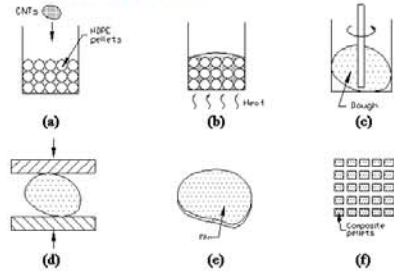 CNTs
HDPE
pellets
(a)
Heat
(b)
Dough
(c)
(d)
Film
(e)
Composite
pellets
(f)